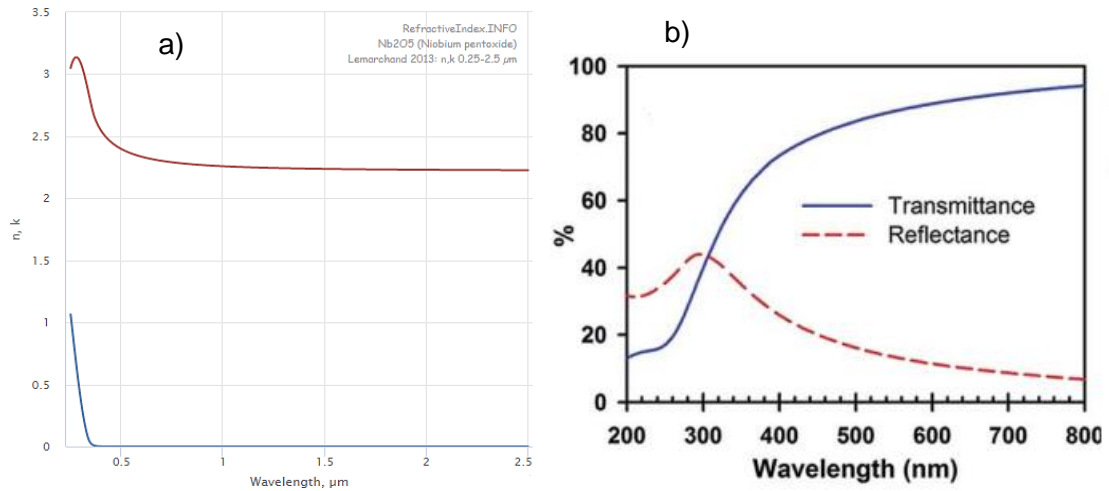 a)
RefractiveIndex.INFO
Nb2O5 (Niobium pentoxide)
Lemarchand 2013: n,k 0.25-2.5 µm
3.5
3
2.5
2
1.5
1
0.5
0
n, k
0.5
1
1.5
2
2.5
Wavelength, µm
b)
100
80
60
40
20
0
%
Transmittance
Reflectance
200
300
400
500
600
700
800
Wavelength (nm)